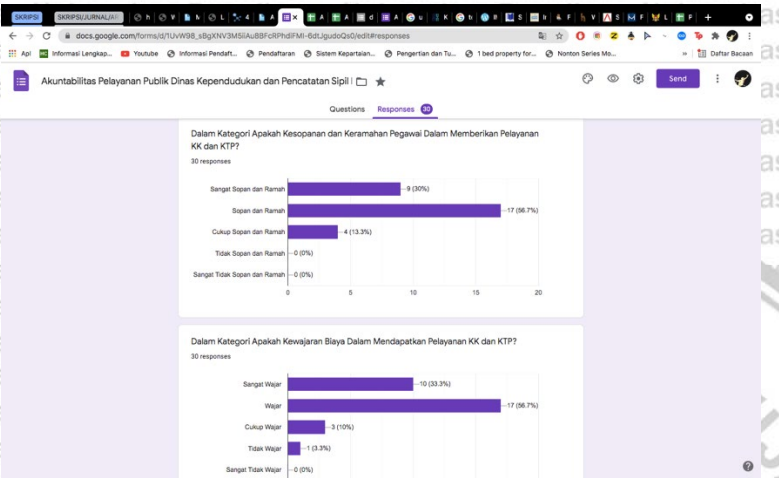 SKRIPSI
SKRIPSI/JURNAL/AR
docs.google.com/forms/d/1UvW98_sBgXNV3M5iiAu8BFcRPhdiFMI-6dtJgudoQs0/edit#responses
Apl
Informasi Lengkap...
Youtube
Informasi Pendaft...
Pendaftaran
Sistem Kepartaian...
Pengertian dan Tu...
1 bed property for...
Nonton Series Mo...
Daftar Bacaan
Akuntabilitas Pelayanan Publik Dinas Kependudukan dan Pencatatan Sipil
Send
Questions
Responses 30
Dalam Kategori Apakah Kesopanan dan Keramahan Pegawai Dalam Memberikan Pelayanan
KK dan KTP?
30 responses
Sangat Sopan dan Ramah 9 (30%)
Sopan dan Ramah 17 (56.7%)
Cukup Sopan dan Ramah 4 (13.3%)
Tidak Sopan dan Ramah 0 (0%)
Sangat Tidak Sopan dan Ramah 0 (0%)
0 5 10 15 20
Dalam Kategori Apakah Kewajaran Biaya Dalam Mendapatkan Pelayanan KK dan KTP?
30 responses
Sangat Wajar 10 (33.3%)
Wajar 17 (56.7%)
Cukup Wajar 3 (10%)
Tidak Wajar 1 (3.3%)
Sangat Tidak Wajar 0 (0%)